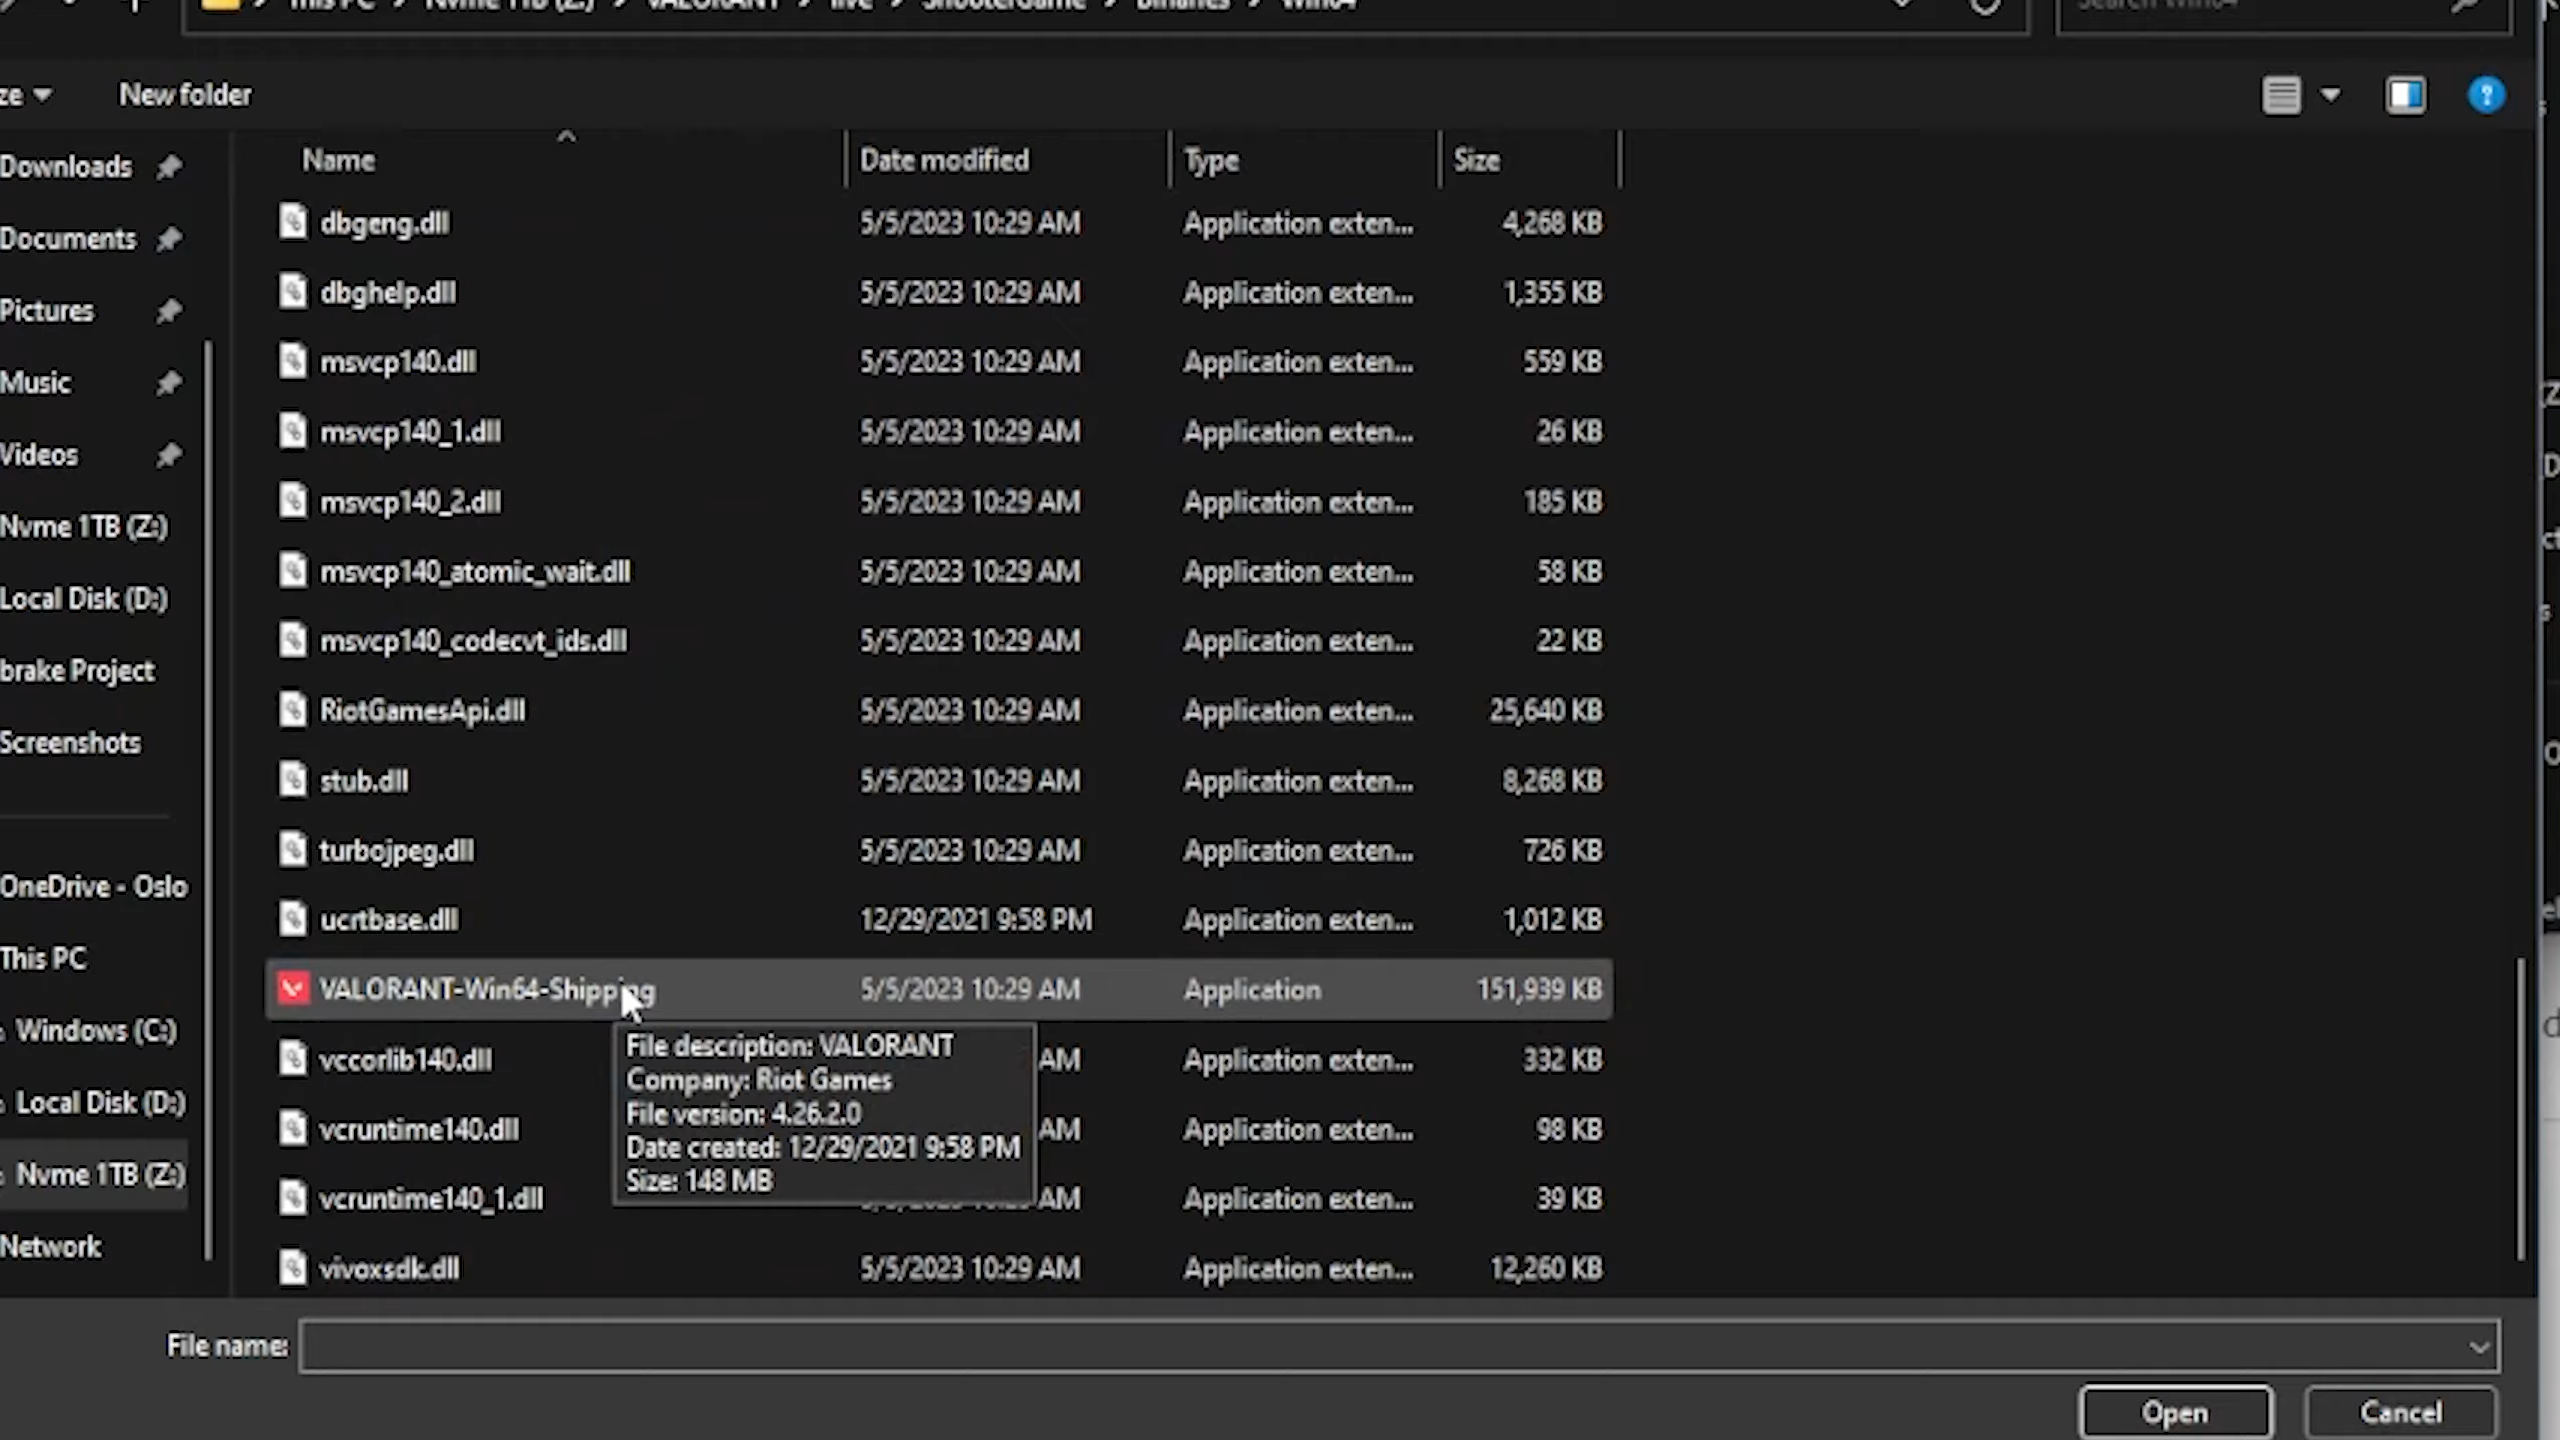 This PC > Nvme 1TB (Z:) > VALORANT > live > ShooterGame > Binaries > Win64
Search Win64
ze
New folder
Name
Date modified
Type
Size
Downloads
Documents
Pictures
Music
Videos
Nvme 1TB (Z:)
Local Disk (D:)
brake Project
Screenshots
OneDrive - Oslo
This PC
Windows (C:)
Local Disk (D:)
Nvme 1TB (Z:)
Network
dbgeng.dll 5/5/2023 10:29 AM Application exten... 4,268 KB
dbghelp.dll 5/5/2023 10:29 AM Application exten... 1,355 KB
msvcp140.dll 5/5/2023 10:29 AM Application exten... 559 KB
msvcp140_1.dll 5/5/2023 10:29 AM Application exten... 26 KB
msvcp140_2.dll 5/5/2023 10:29 AM Application exten... 185 KB
msvcp140_atomic_wait.dll 5/5/2023 10:29 AM Application exten... 58 KB
msvcp140_codecvt_ids.dll 5/5/2023 10:29 AM Application exten... 22 KB
RiotGamesApi.dll 5/5/2023 10:29 AM Application exten... 25,640 KB
stub.dll 5/5/2023 10:29 AM Application exten... 8,268 KB
turbojpeg.dll 5/5/2023 10:29 AM Application exten... 726 KB
ucrtbase.dll 12/29/2021 9:58 PM Application exten... 1,012 KB
VALORANT-Win64-Shipping 5/5/2023 10:29 AM Application 151,939 KB
vccorlib140.dll AM Application exten... 332 KB
vcruntime140.dll AM Application exten... 98 KB
vcruntime140_1.dll AM Application exten... 39 KB
vivoxsdk.dll 5/5/2023 10:29 AM Application exten... 12,260 KB
File description: VALORANT
Company: Riot Games
File version: 4.26.2.0
Date created: 12/29/2021 9:58 PM
Size: 148 MB
File name:
Open
Cancel